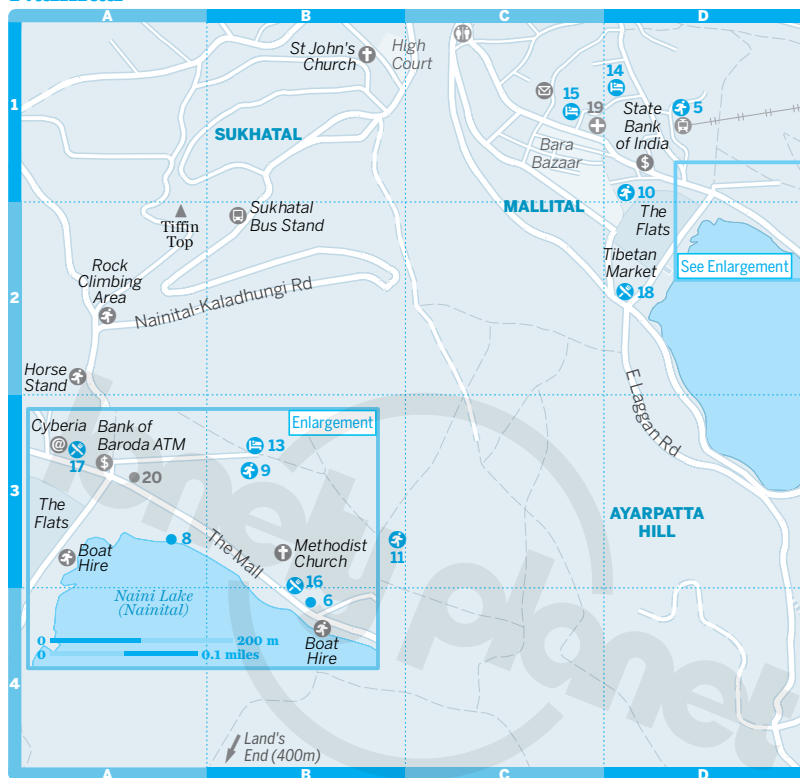 A
B
C
D
1
2
3
4
St John's
Church
High
Court
SUKHATAL
14
15
19
State
Bank
of India
5
Bara
Bazaar
MALLITAL
10
The
Flats
Tiffin
Top
Sukhatal
Bus Stand
Tibetan
Market
See Enlargement
18
Rock
Climbing
Area
Nainital-Kaladhungi Rd
Horse
Stand
E Laggan Rd
AYARPATTA
HILL
11
Enlargement
Cyberia
Bank of
Baroda ATM
@
17
20
13
9
The
Flats
8
The Mall
Boat
Hire
Methodist
Church
16
6
Naini Lake
(Nainital)
Boat
Hire
0 200 m
0 0.1 miles
Land's
End (400m)
lonely planet
A
B
C
D